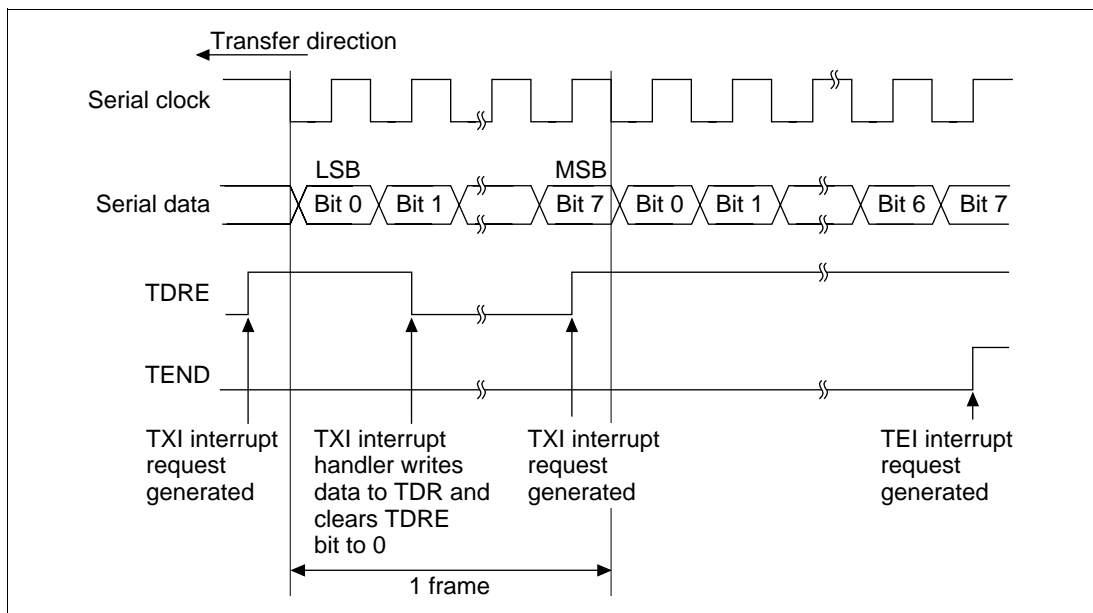 Transfer direction
Serial clock
LSB
MSB
Serial data
Bit 0
Bit 1
Bit 7
Bit 0
Bit 1
Bit 6
Bit 7
TDRE
TEND
TXI interrupt
request
generated
TXI interrupt
handler writes
data to TDR and
clears TDRE
bit to 0
TXI interrupt
request
generated
TEI interrupt
request
generated
1 frame